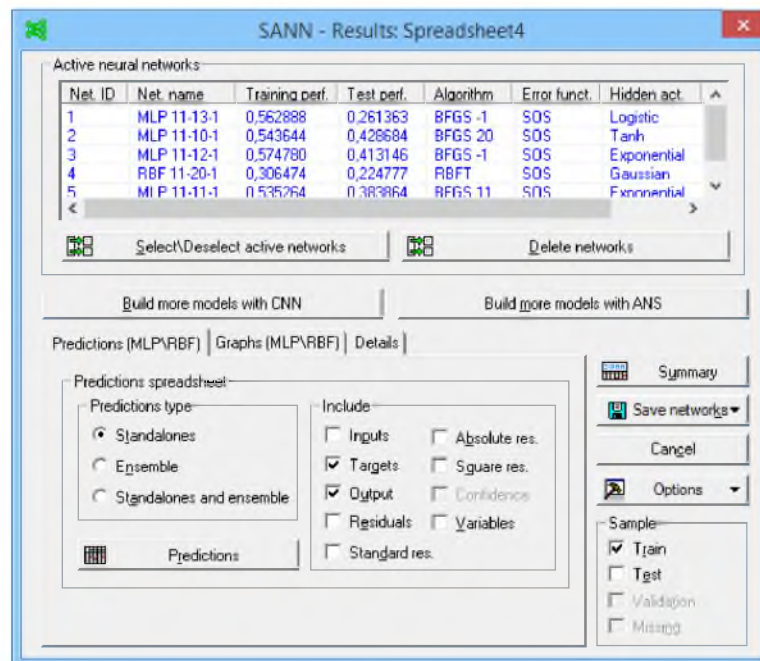 SANN - Results: Spreadsheet4
Active neural networks
Net. ID Net. name Training perf. Test perf. Algorithm Error funct. Hidden act.
1 MLP 11-13-1 0,562888 0,261363 BFGS -1 SOS Logistic
2 MLP 11-10-1 0,543644 0,428684 BFGS 20 SOS Tanh
3 MLP 11-12-1 0,574780 0,413146 BFGS -1 SOS Exponential
4 RBF 11-20-1 0,306474 0,224777 RBFT SOS Gaussian
5 MLP 11-11-1 0,535264 0,383864 BFGS 11 SOS Exponential
Select\Deselect active networks Delete networks
Build more models with CNN Build more models with ANS
Predictions (MLP\RBF) Graphs (MLP\RBF) Details
Predictions spreadsheet
Predictions type
Standalones
Ensemble
Standalones and ensemble
Predictions
Include
Inputs Absolute res.
Targets Square res.
Output Confidence
Residuals Variables
Standard res.
Summary
Save networks
Cancel
Options
Sample
Train
Test
Validation
Missing